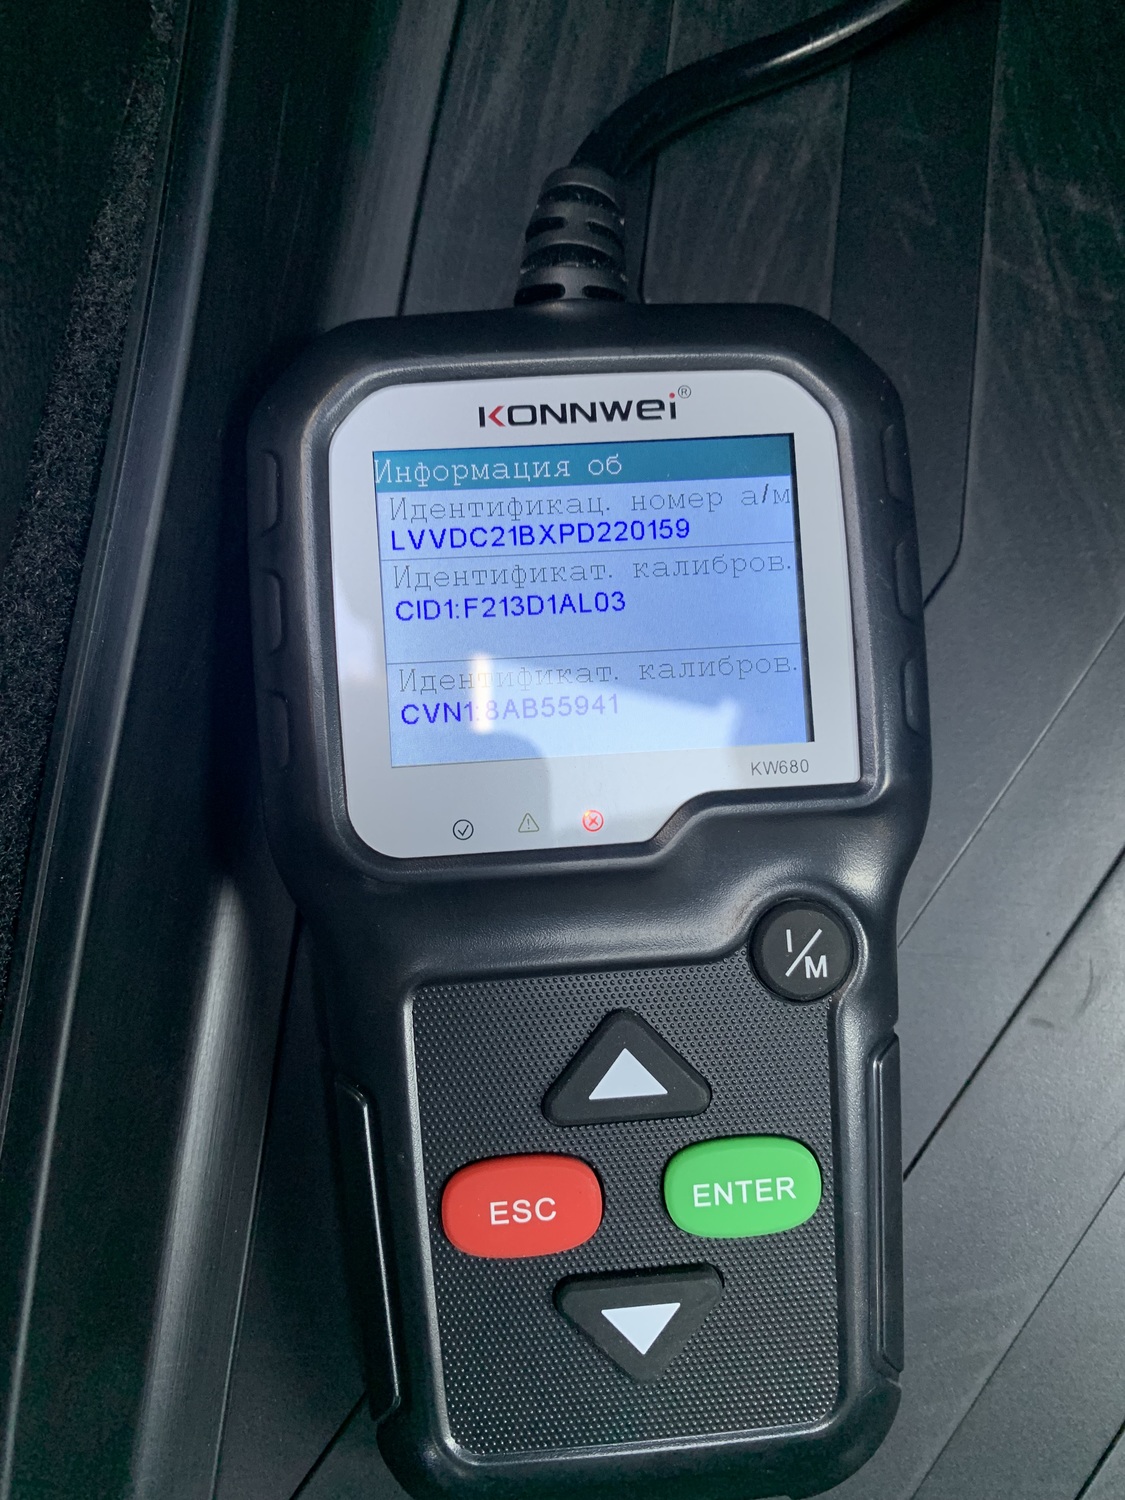 KONNWEI®
Информация об
Идентификац. номер а/м
LVVDC21BXPD220159
Идентификат. калибров.
CID1:F213D1AL03
Идентификат. калибров.
CVN1:8AB55941
KW680
I/M
ESC
ENTER